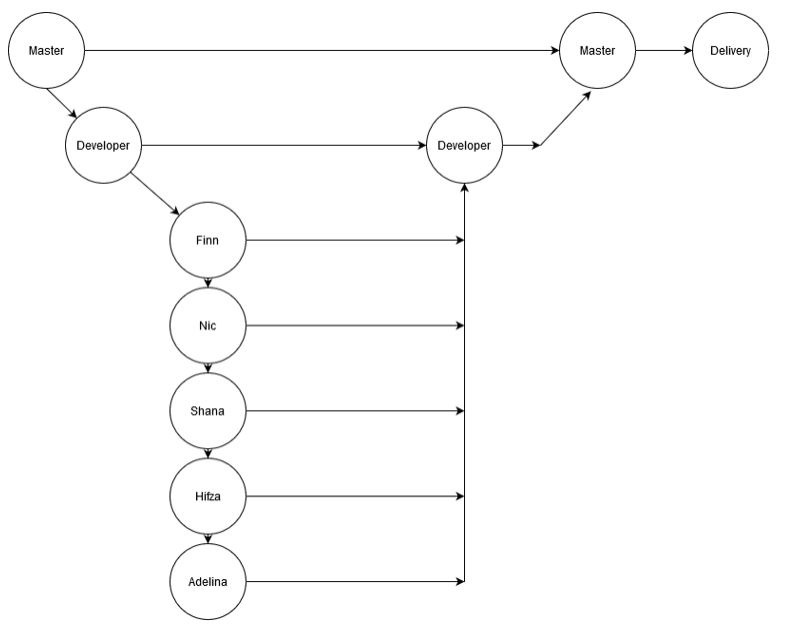 Master
Master
Delivery
Developer
Developer
Finn
Nic
Shana
Hifza
Adelina